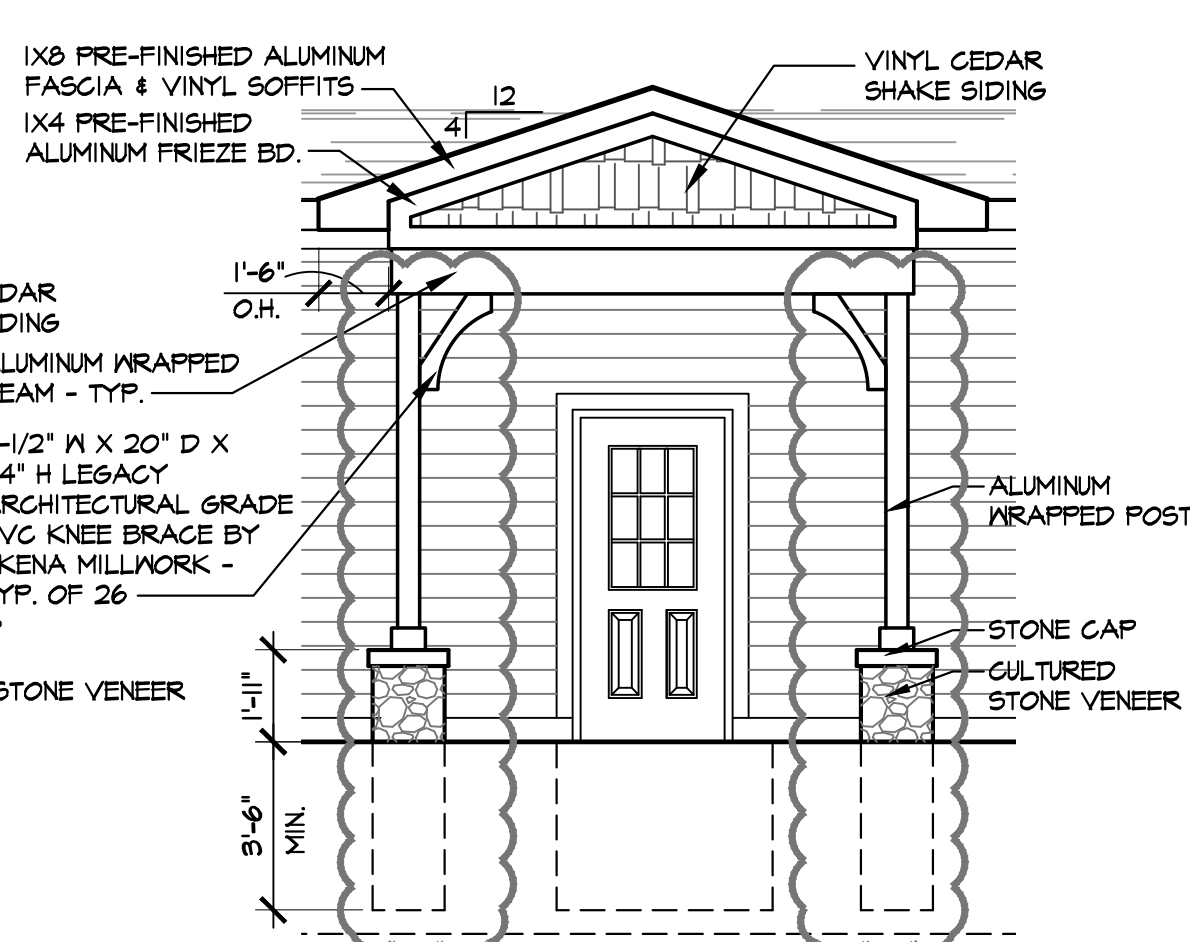 1X8 PRE-FINISHED ALUMINUM
FASCIA & VINYL SOFFITS
1X4 PRE-FINISHED
ALUMINUM FRIEZE BD.
12
4
VINYL CEDAR
SHAKE SIDING
1'-6"
O.H.
DAR
DING
LUMINUM WRAPPED
EAM - TYP.
-1/2" W X 20" D X
4" H LEGACY
RCHITECTURAL GRADE
VC KNEE BRACE BY
KENA MILLWORK -
YP. OF 26
STONE VENEER
1'-11"
3'-6"
MIN.
ALUMINUM
WRAPPED POST
STONE CAP
CULTURED
STONE VENEER